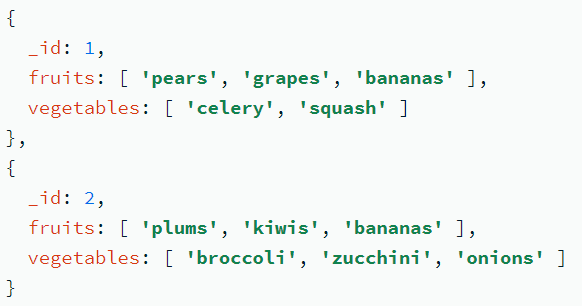 {
  _id: 1,
  fruits: [ 'pears', 'grapes', 'bananas' ],
  vegetables: [ 'celery', 'squash' ]
},
{
  _id: 2,
  fruits: [ 'plums', 'kiwis', 'bananas' ],
  vegetables: [ 'broccoli', 'zucchini', 'onions' ]
}